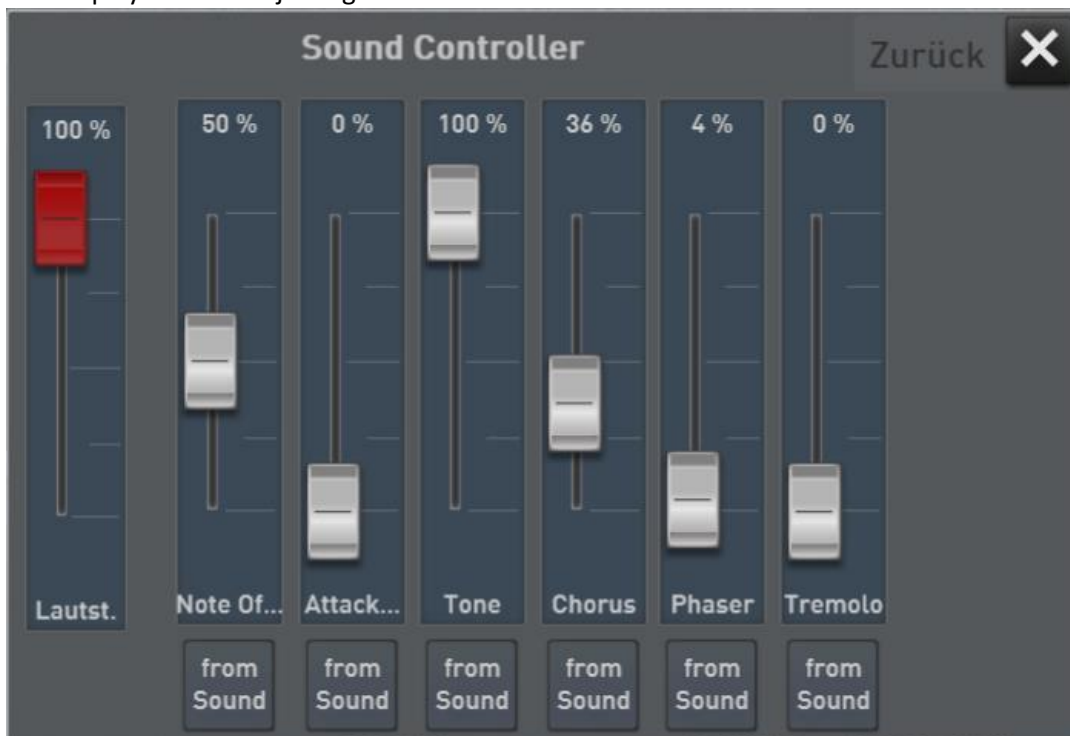 Sound Controller
Zurück
100 %
50 %
0 %
100 %
36 %
4 %
0 %
Lautst.
Note Of...
Attack...
Tone
Chorus
Phaser
Tremolo
from
Sound
from
Sound
from
Sound
from
Sound
from
Sound
from
Sound